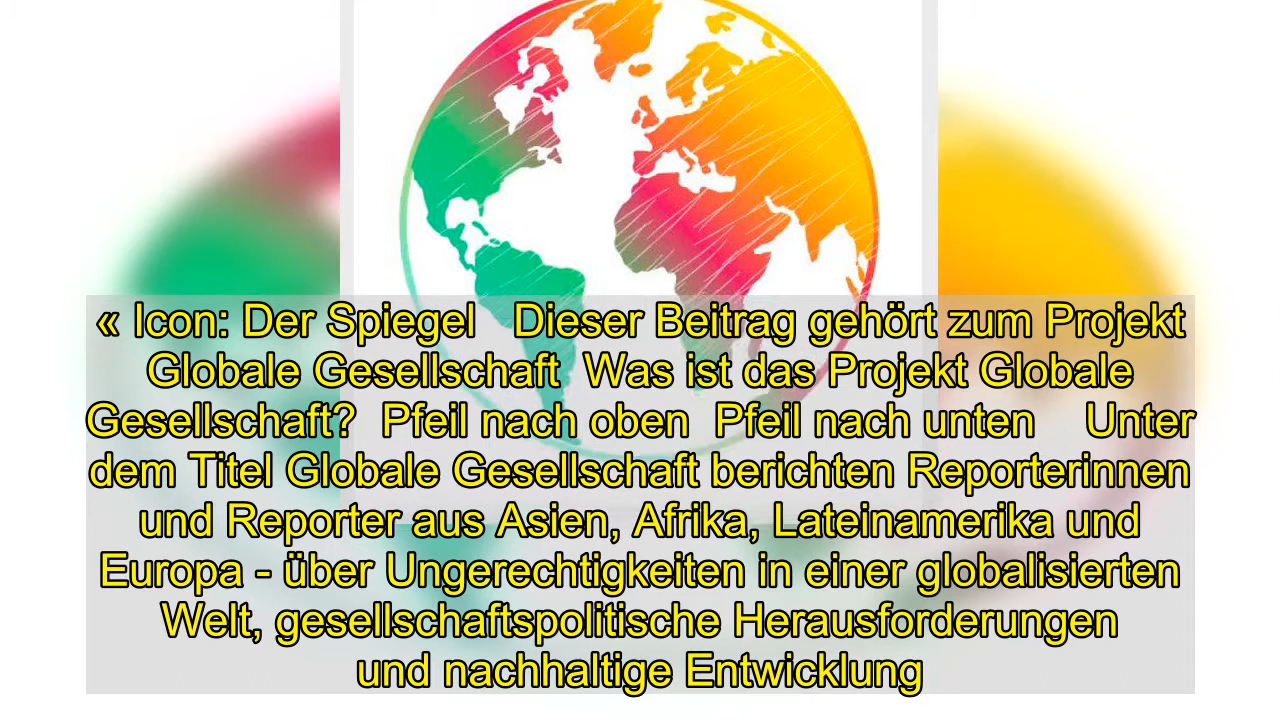 « Icon: Der Spiegel   Dieser Beitrag gehört zum Projekt
Globale Gesellschaft  Was ist das Projekt Globale
Gesellschaft?  Pfeil nach oben  Pfeil nach unten    Unter
dem Titel Globale Gesellschaft berichten Reporterinnen
und Reporter aus Asien, Afrika, Lateinamerika und
Europa - über Ungerechtigkeiten in einer globalisierten
Welt, gesellschaftspolitische Herausforderungen
und nachhaltige Entwicklung